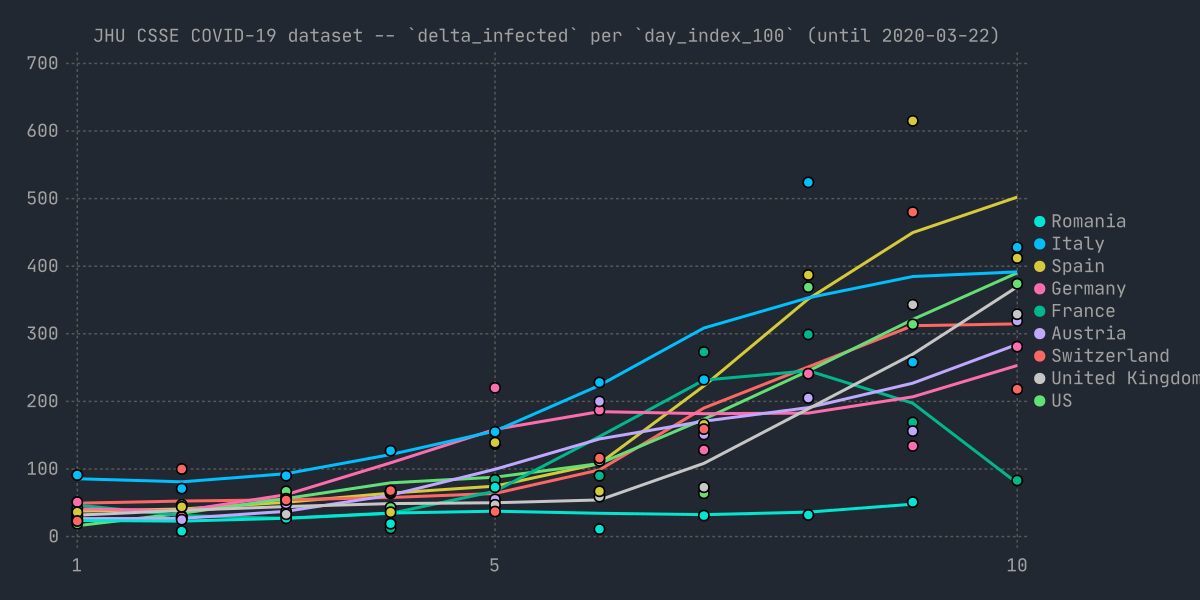 JHU CSSE COVID-19 dataset -- `delta_infected` per `day_index_100` (until 2020-03-22)
700
600
500
400
300
200
100
0
1 5 10
Romania
Italy
Spain
Germany
France
Austria
Switzerland
United Kingdom
US